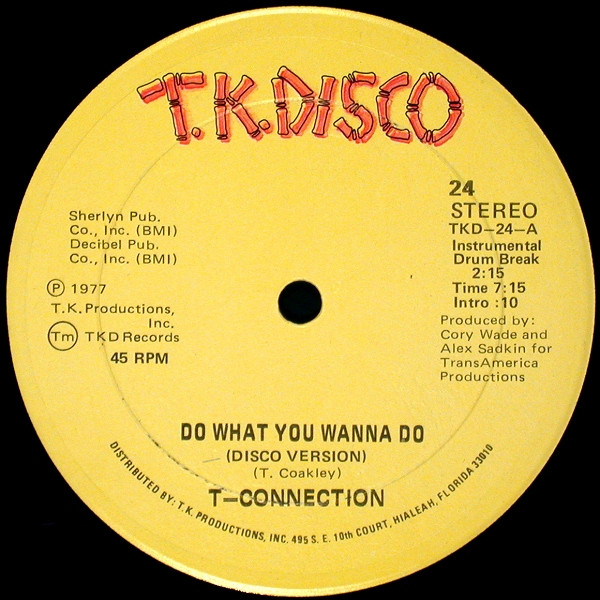 T.K. DISCO
Sherlyn Pub.
Co., Inc. (BMI)
Decibel Pub.
Co., Inc. (BMI)
Ⓟ 1977
T.K. Productions,
Inc.
Tm TKD Records
45 RPM
24
STEREO
TKD-24-A
Instrumental
Drum Break
2:15
Time 7:15
Intro :10
Produced by:
Cory Wade and
Alex Sadkin for
TransAmerica
Productions
DO WHAT YOU WANNA DO
(DISCO VERSION)
(T. Coakley)
T-CONNECTION
DISTRIBUTED BY: T.K. PRODUCTIONS, INC. 495 S. E. 10th COURT, HIALEAH, FLORIDA 33010